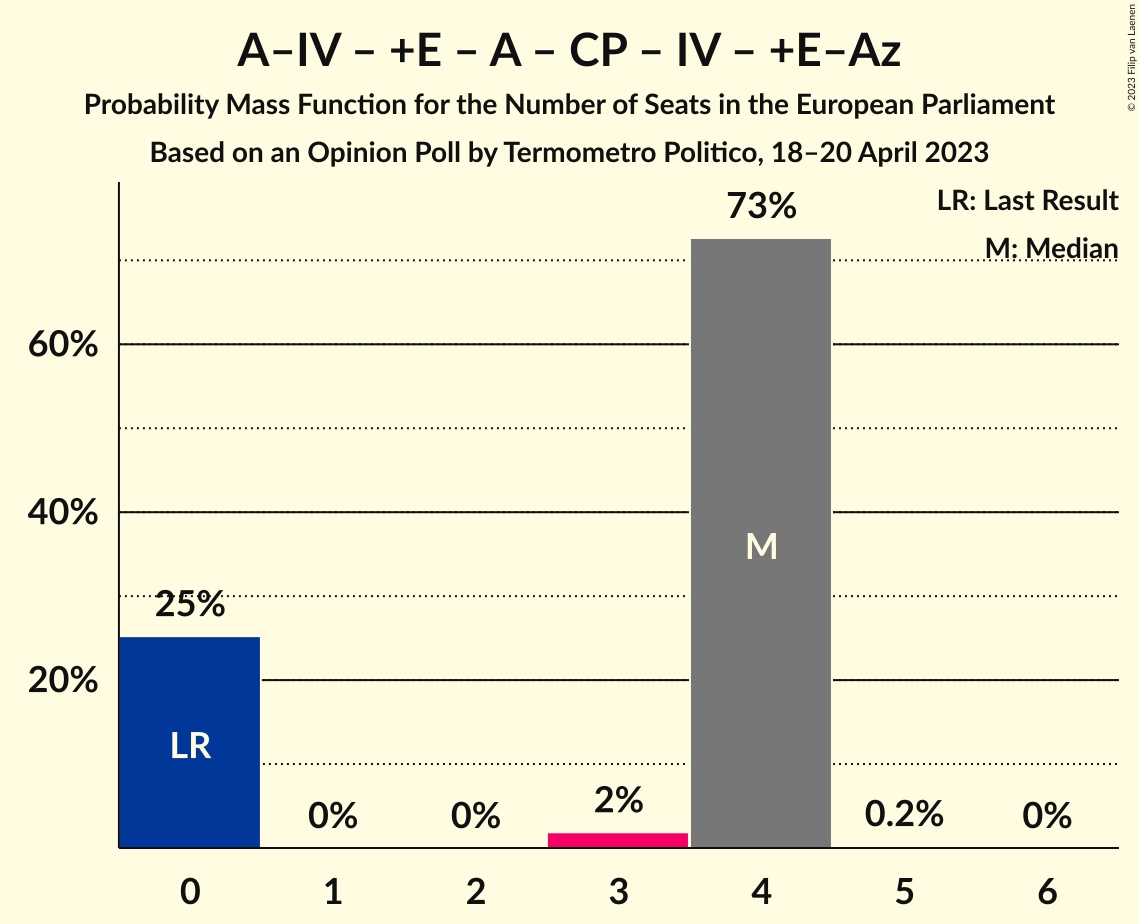 A–IV – +E – A – CP – IV – +E–Az
Probability Mass Function for the Number of Seats in the European Parliament
Based on an Opinion Poll by Termometro Politico, 18–20 April 2023
© 2023 Filip van Laenen
LR: Last Result
M: Median
73%
60%
40%
M
25%
20%
LR
0%
0%
2%
0.2%
0%
0 1 2 3 4 5 6